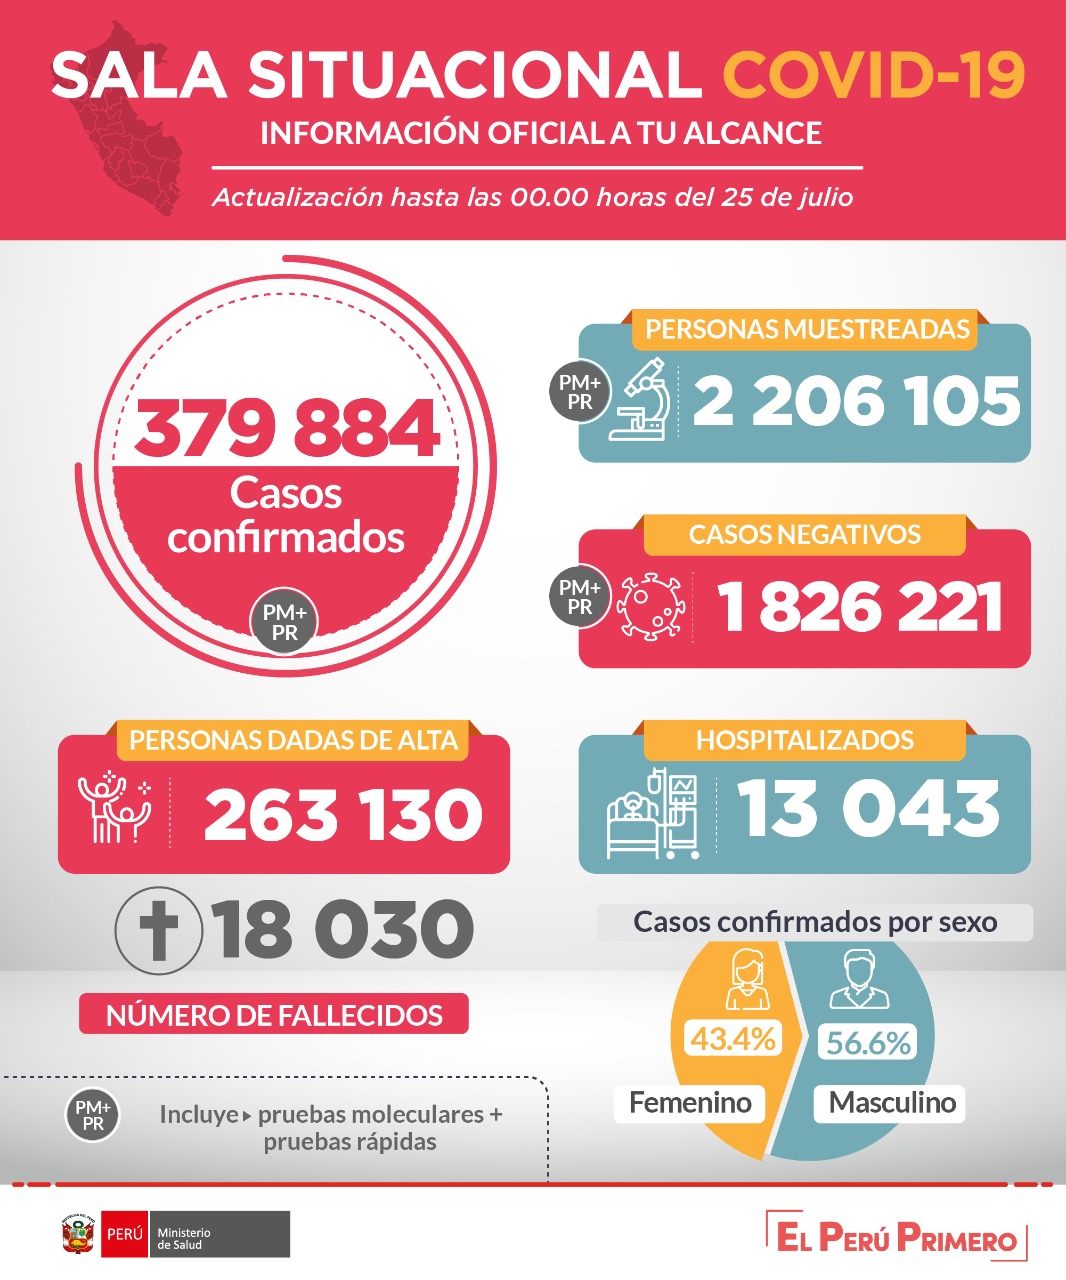 SALA SITUACIONAL COVID-19
INFORMACIÓN OFICIAL A TU ALCANCE
Actualización hasta las 00.00 horas del 25 de julio
379 884
Casos
confirmados
PM+
PR
PERSONAS MUESTREADAS
PM+
PR
2 206 105
CASOS NEGATIVOS
PM+
PR
1 826 221
PERSONAS DADAS DE ALTA
263 130
HOSPITALIZADOS
13 043
18 030
NÚMERO DE FALLECIDOS
Casos confirmados por sexo
43.4%
56.6%
Femenino
Masculino
PM+
PR
Incluye pruebas moleculares +
pruebas rápidas
PERÚ
Ministerio
de Salud
EL PERÚ PRIMERO